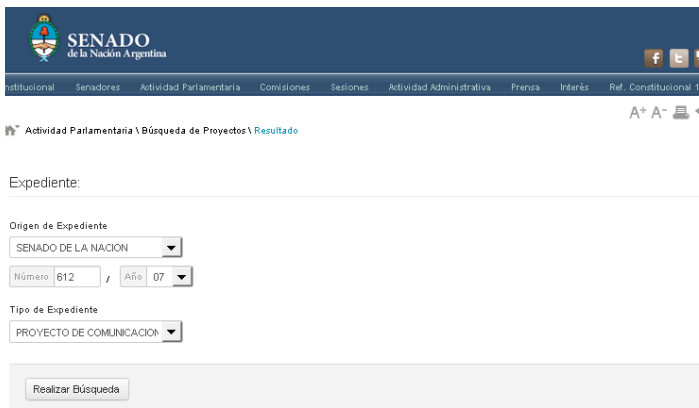 SENADO
de la Nación Argentina
nstitucional Senadores Actividad Parlamentaria Comisiones Sesiones Actividad Administrativa Prensa Interés Ref. Constitucional 1
A+ A-
Actividad Parlamentaria \ Búsqueda de Proyectos \ Resultado
Expediente:
Origen de Expediente
SENADO DE LA NACION
Número 612 / Año 07
Tipo de Expediente
PROYECTO DE COMUNICACION
Realizar Búsqueda